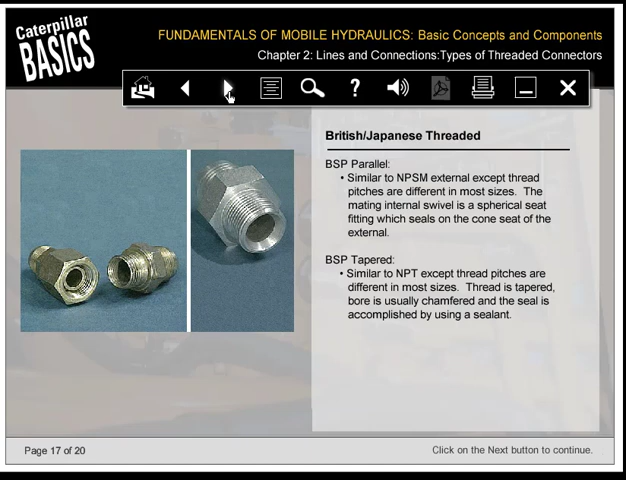 Caterpillar
BASICS
FUNDAMENTALS OF MOBILE HYDRAULICS: Basic Concepts and Components
Chapter 2: Lines and Connections:Types of Threaded Connectors
?
British/Japanese Threaded
BSP Parallel:
• Similar to NPSM external except thread
pitches are different in most sizes. The
mating internal swivel is a spherical seat
fitting which seals on the cone seat of the
external.
BSP Tapered:
• Similar to NPT except thread pitches are
different in most sizes. Thread is tapered,
bore is usually chamfered and the seal is
accomplished by using a sealant.
Page 17 of 20
Click on the Next button to continue.